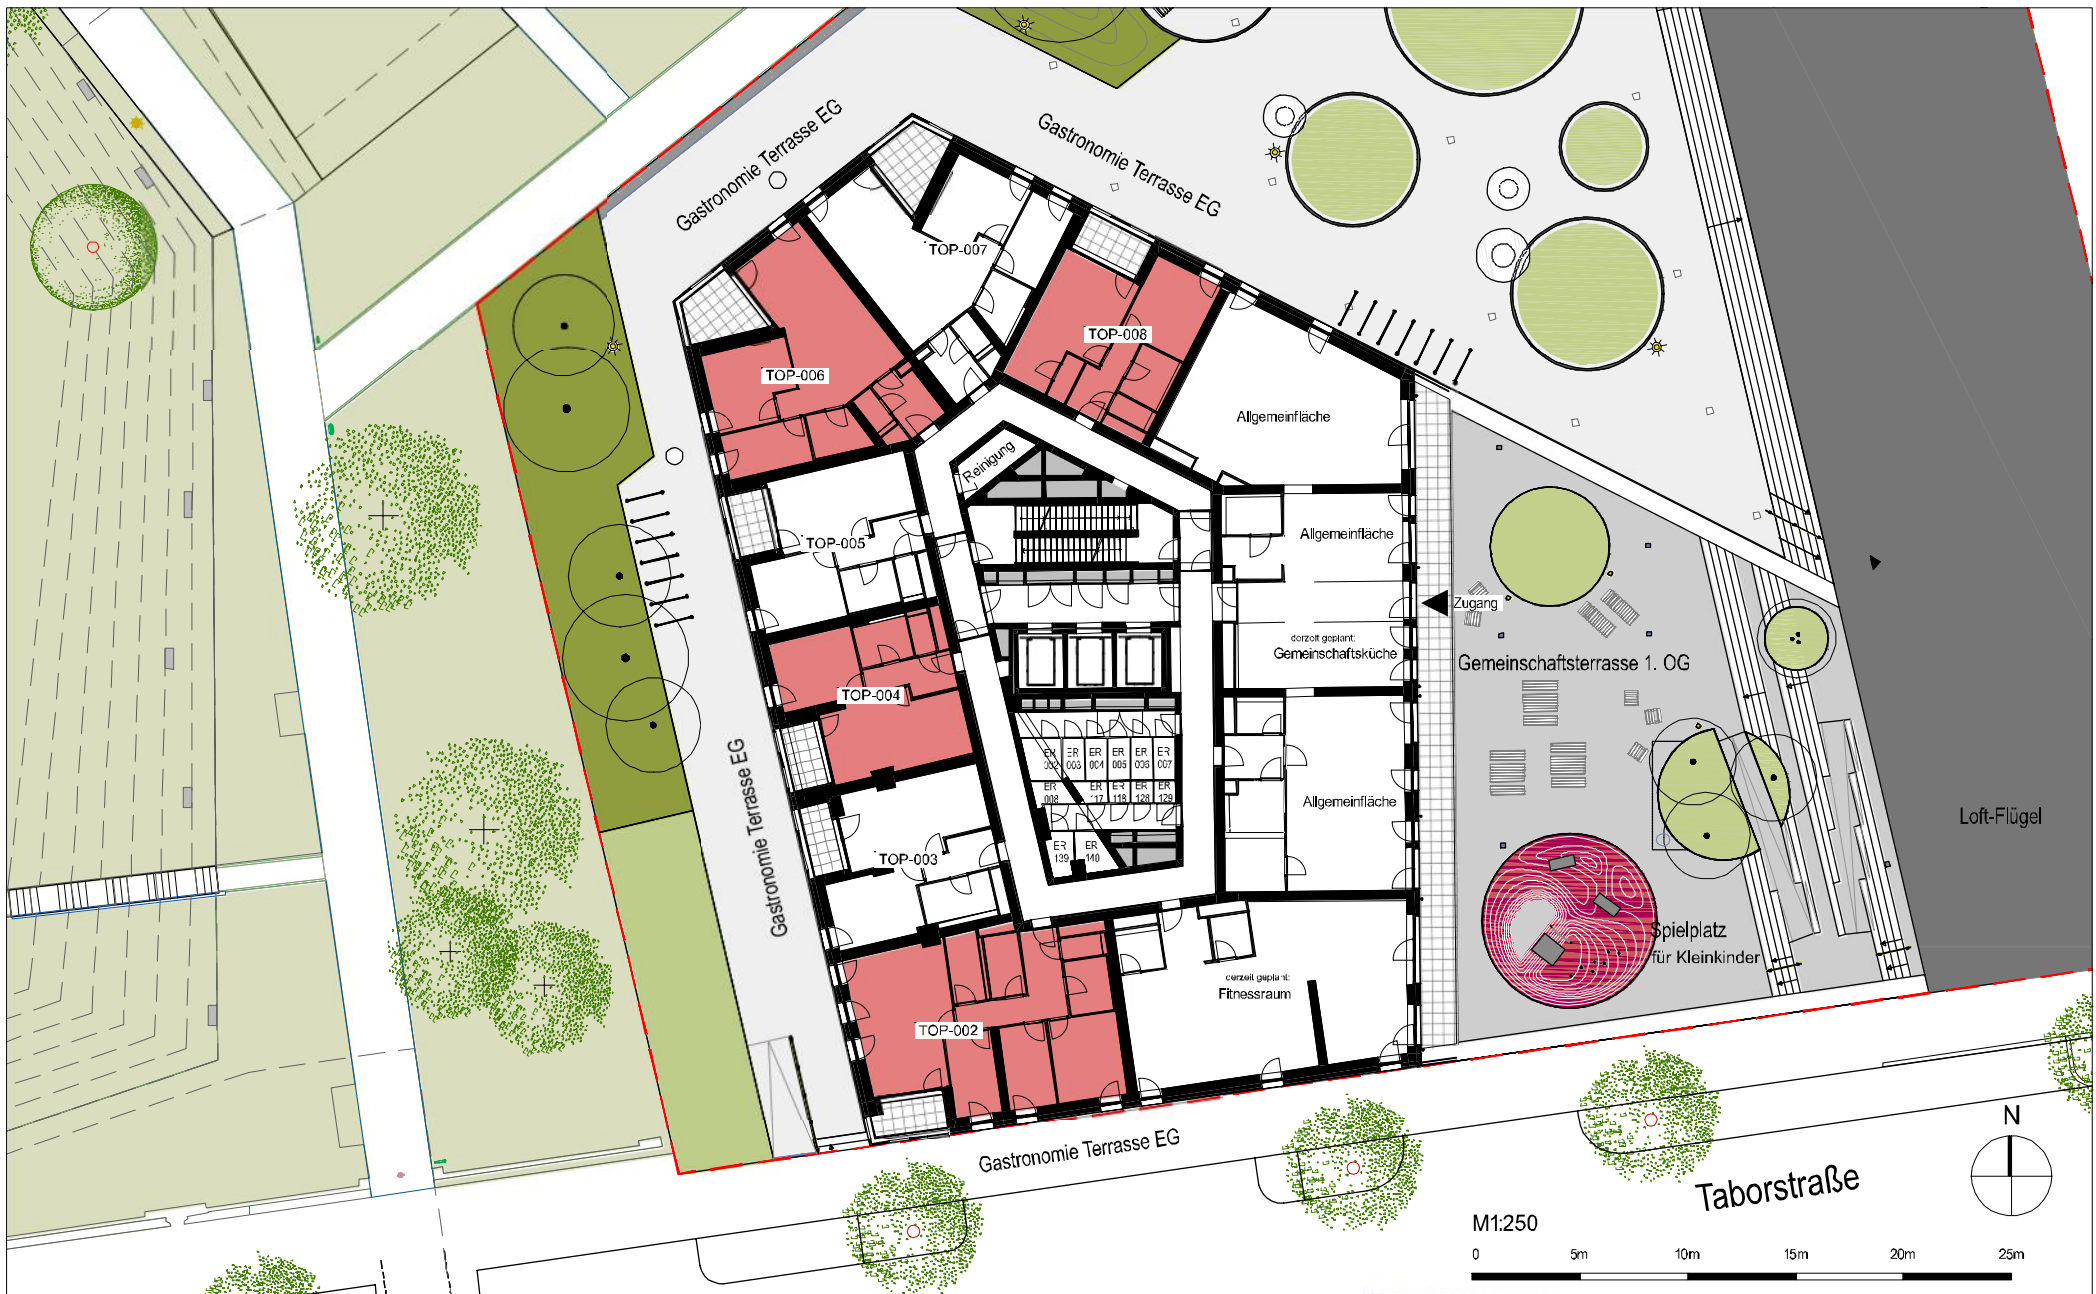 Gastronomie Terrasse EG
Gastronomie Terrasse EG
TOP-007
TOP-008
TOP-006
Allgemeinfläche
Reinigung
TOP-005
Allgemeinfläche
Zugang
derzeit geplant:
Gemeinschaftsküche
Gemeinschaftsterrasse 1. OG
TOP-004
ER
ER
003
ER
004
ER
005
ER
006
ER
007
ER
008
ER
ER
118
ER
128
ER
129
Allgemeinfläche
Loft-Flügel
Gastronomie Terrasse EG
TOP-003
ER
139
ER
140
Spielplatz
für Kleinkinder
derzeit geplant:
Fitnessraum
TOP-002
Gastronomie Terrasse EG
N
Taborstraße
M1:250
0 5m 10m 15m 20m 25m